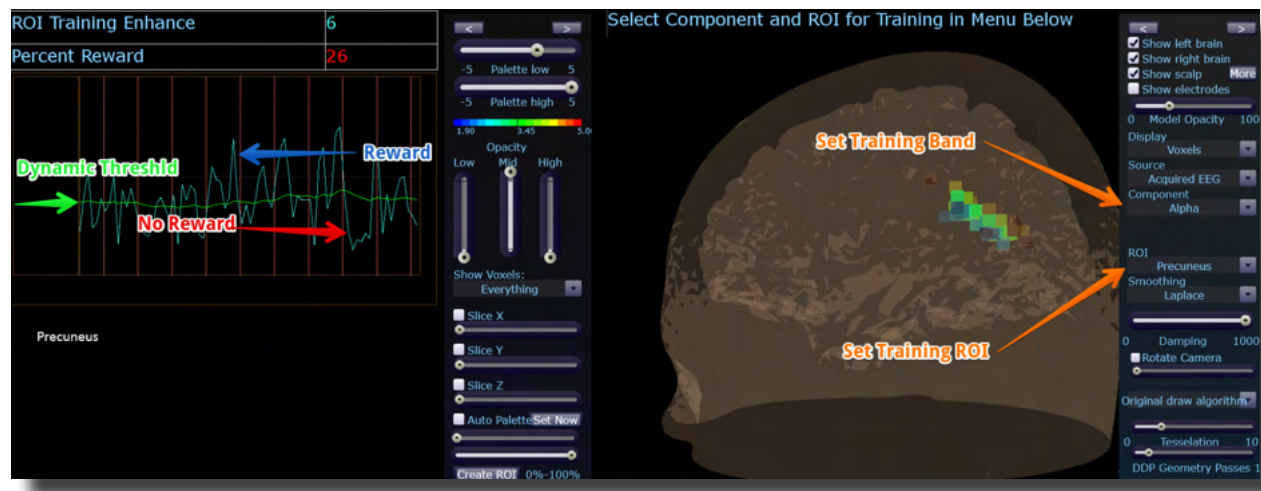 ROI Training Enhance 6
Percent Reward 26
Dynamic Threshld
Reward
No Reward
Precuneus
< >
-5 Palette low 5
-5 Palette high 5
1.90 3.45 5.0
Opacity
Low Mid High
Show Voxels:
Everything
Slice X
Slice Y
Slice Z
Auto Palette Set Now
Create ROI 0%-100%
Select Component and ROI for Training in Menu Below
Set Training Band
Set Training ROI
< >
Show left brain
Show right brain
Show scalp More
Show electrodes
0 Model Opacity 100
Display
Voxels
Source
Acquired EEG
Component
Alpha
ROI
Precuneus
Smoothing
Laplace
0 Damping 1000
Rotate Camera
Original draw algorithm
0 Tesselation 10
DDP Geometry Passes 1